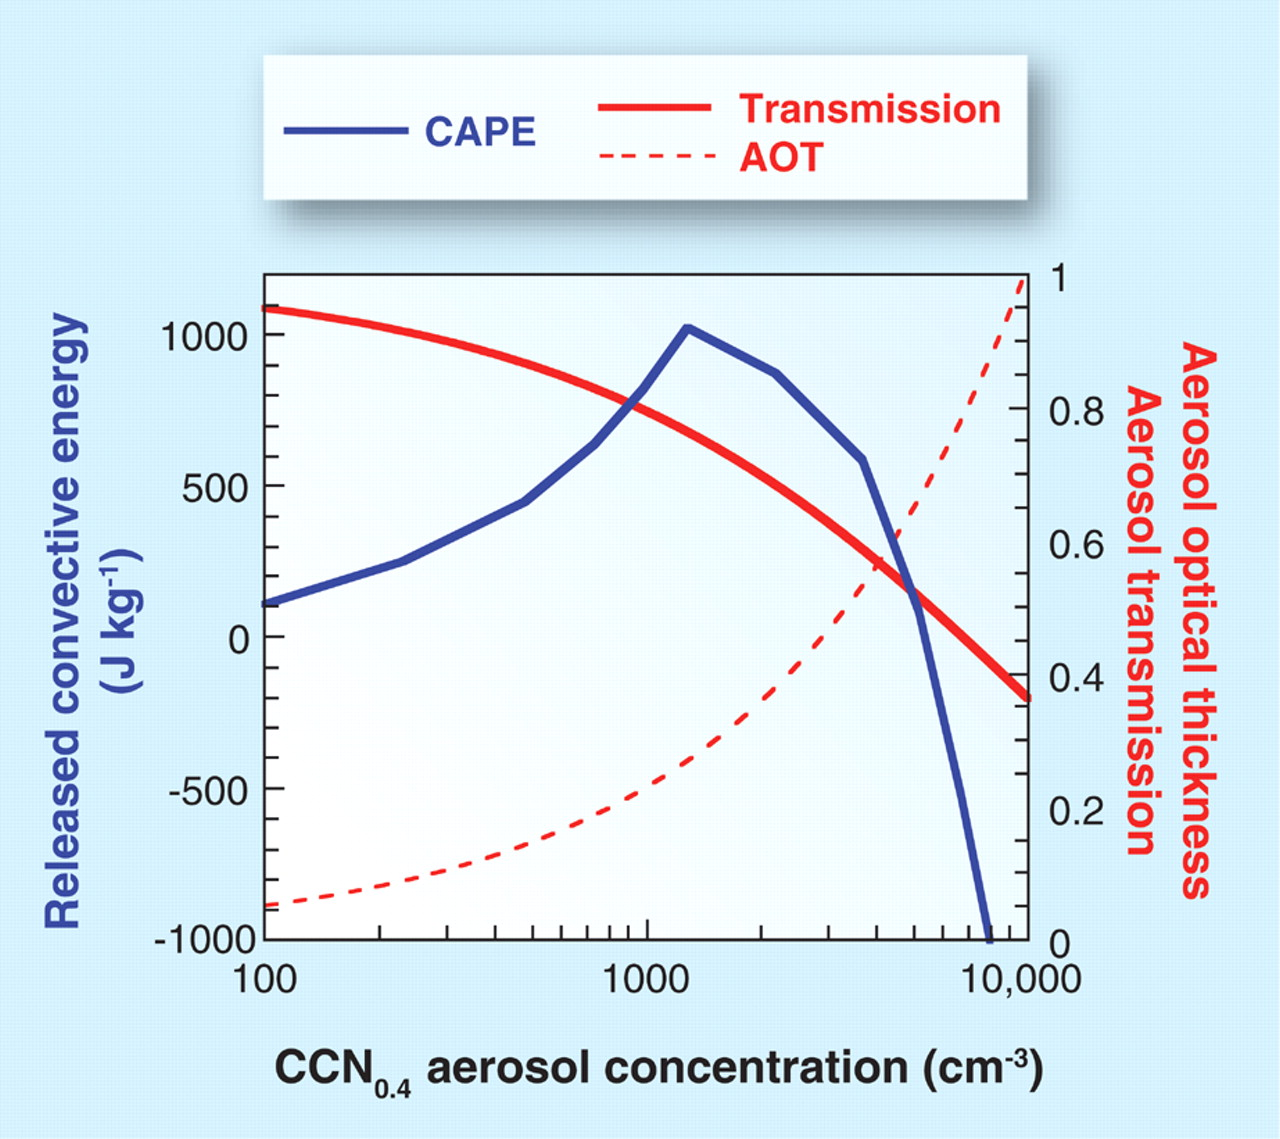 CAPE
Transmission
AOT
Released convective energy
(J kg⁻¹)
1000
500
0
-500
-1000
1
0.8
0.6
0.4
0.2
0
Aerosol optical thickness
Aerosol transmission
100
1000
10,000
CCN₀.₄ aerosol concentration (cm⁻³)